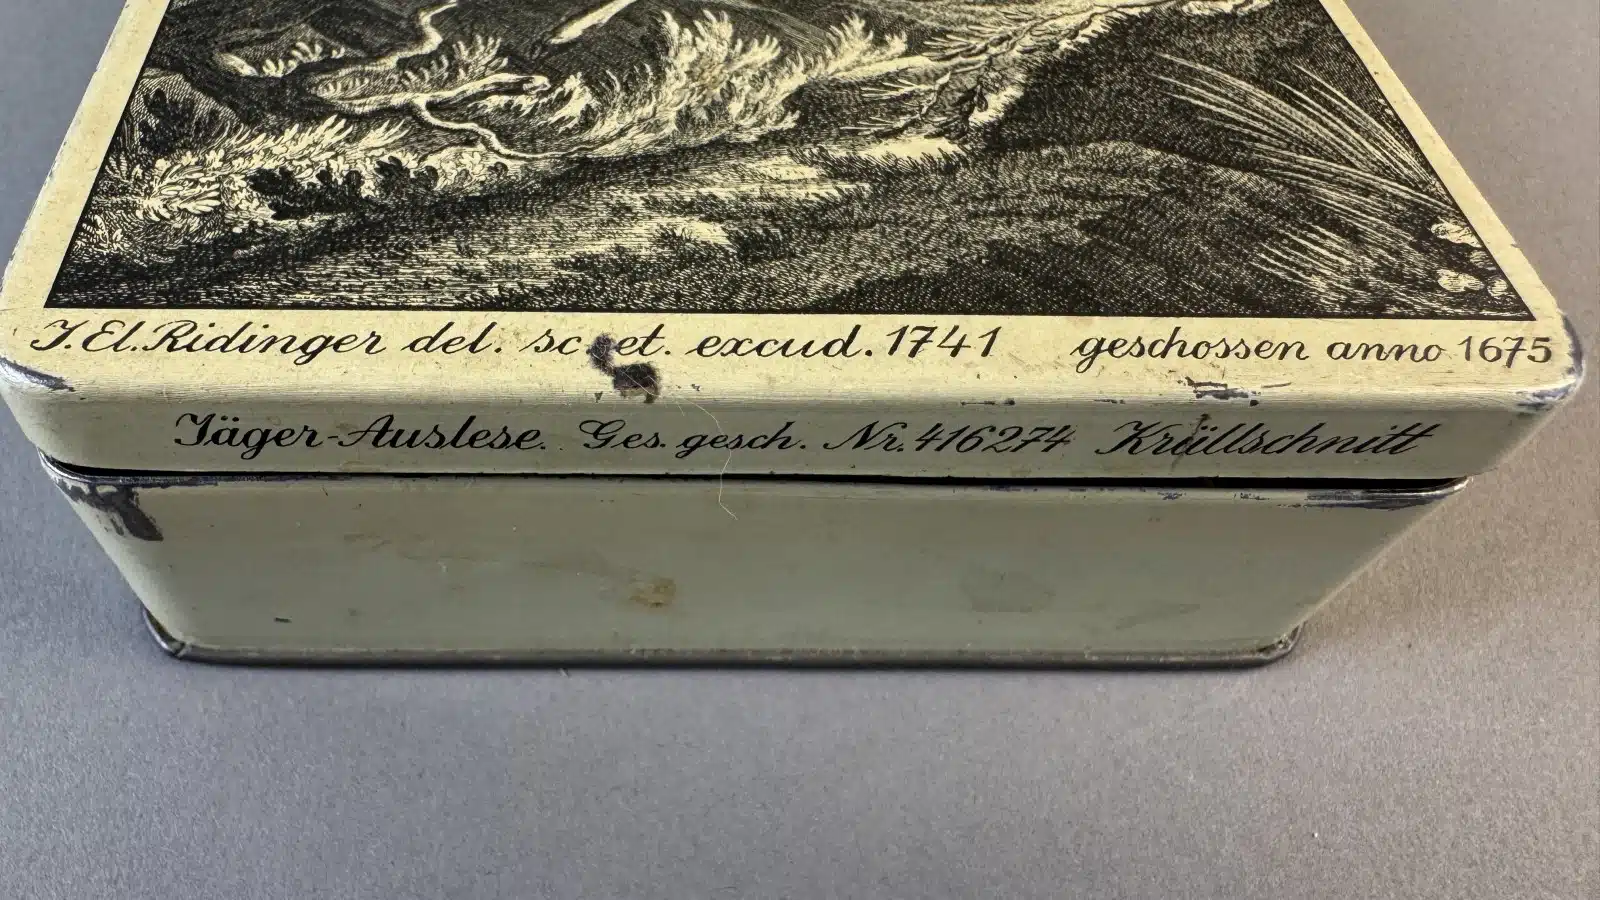 J. El. Ridinger del. sc. et. excud. 1741 geschossen anno 1675
Jäger-Auslese. Ges. gesch. Nr. 416274 Krüllschnitt